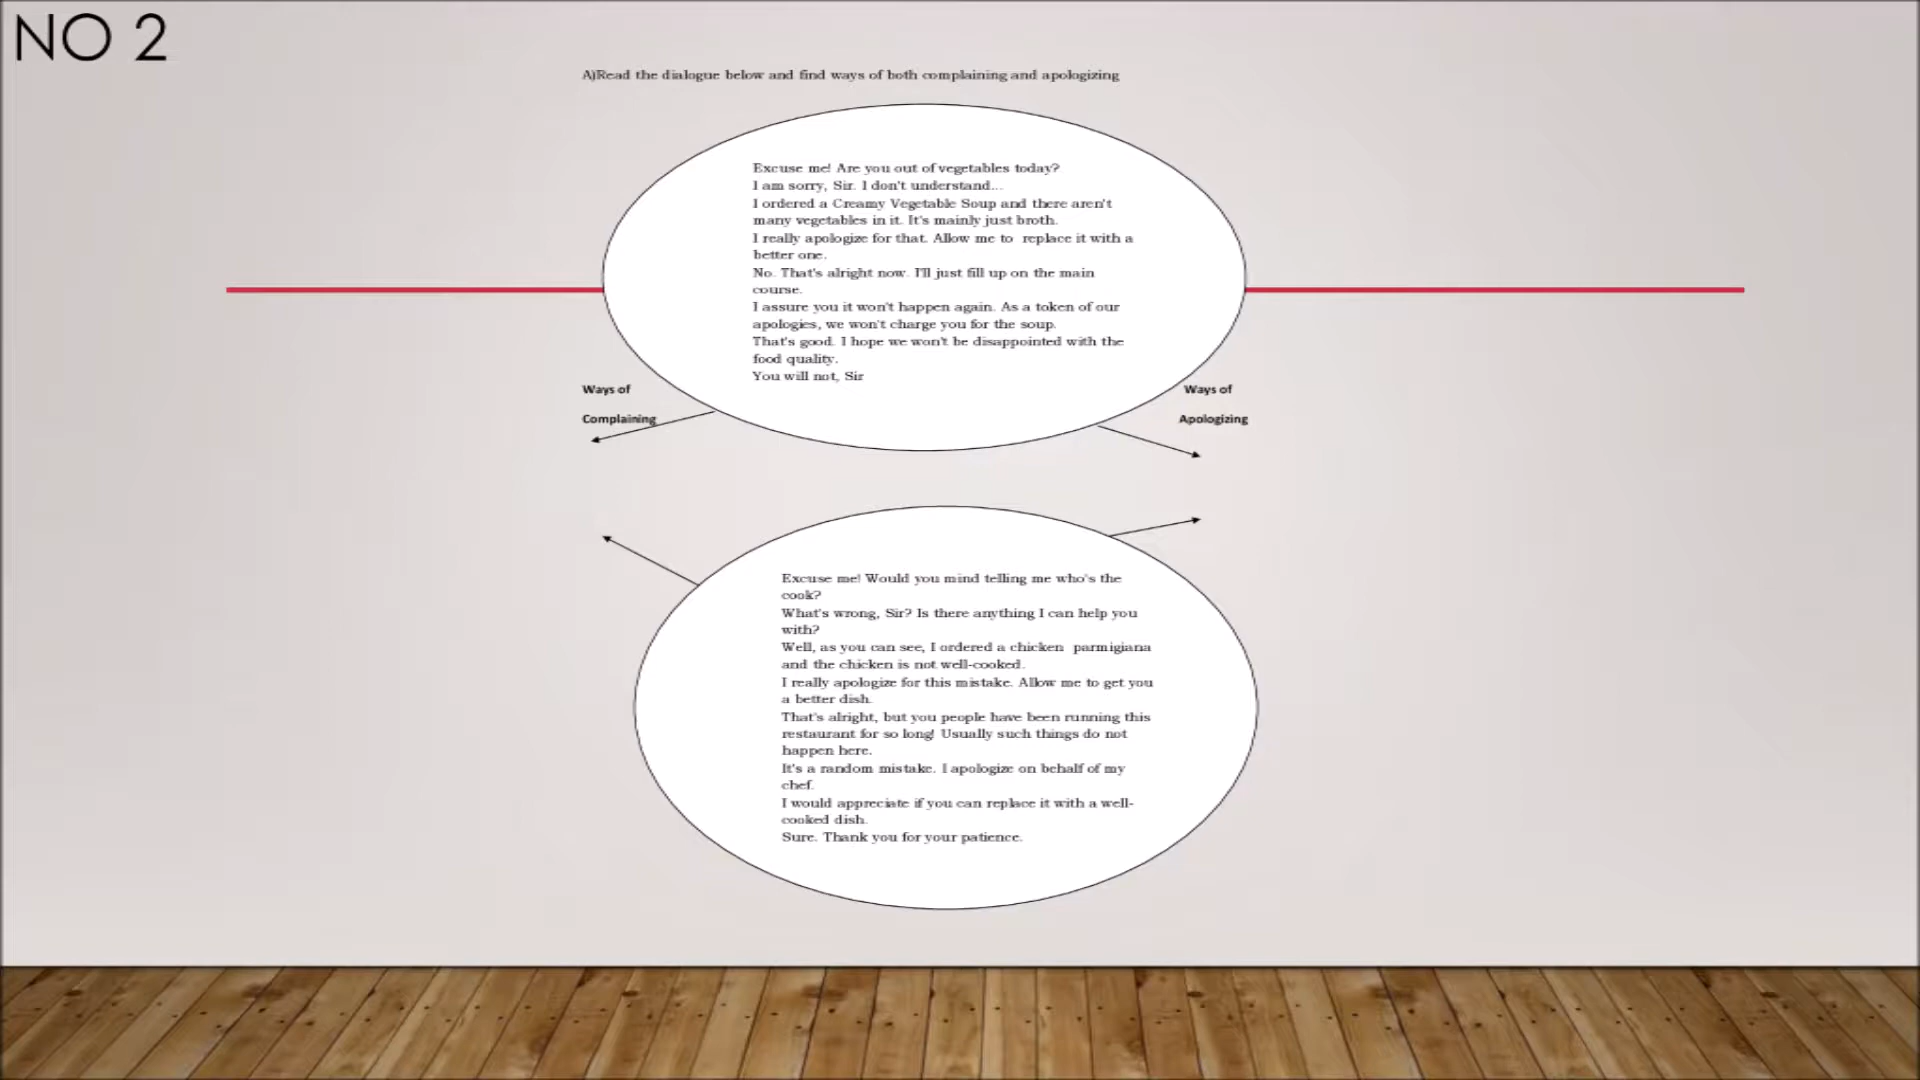 NO 2
A)Read the dialogue below and find ways of both complaining and apologizing
Excuse me! Are you out of vegetables today?
I am sorry, Sir. I don't understand...
I ordered a Creamy Vegetable Soup and there aren't
many vegetables in it. It's mainly just broth.
I really apologize for that. Allow me to replace it with a
better one.
No. That's alright now. I'll just fill up on the main
course.
I assure you it won't happen again. As a token of our
apologies, we won't charge you for the soup.
That's good. I hope we won't be disappointed with the
food quality.
You will not, Sir
Ways of
Complaining
Ways of
Apologizing
Excuse me! Would you mind telling me who's the
cook?
What's wrong, Sir? Is there anything I can help you
with?
Well, as you can see, I ordered a chicken parmigiana
and the chicken is not well-cooked.
I really apologize for this mistake. Allow me to get you
a better dish.
That's alright, but you people have been running this
restaurant for so long! Usually such things do not
happen here.
It's a random mistake. I apologize on behalf of my
chef.
I would appreciate if you can replace it with a well-
cooked dish.
Sure. Thank you for your patience.